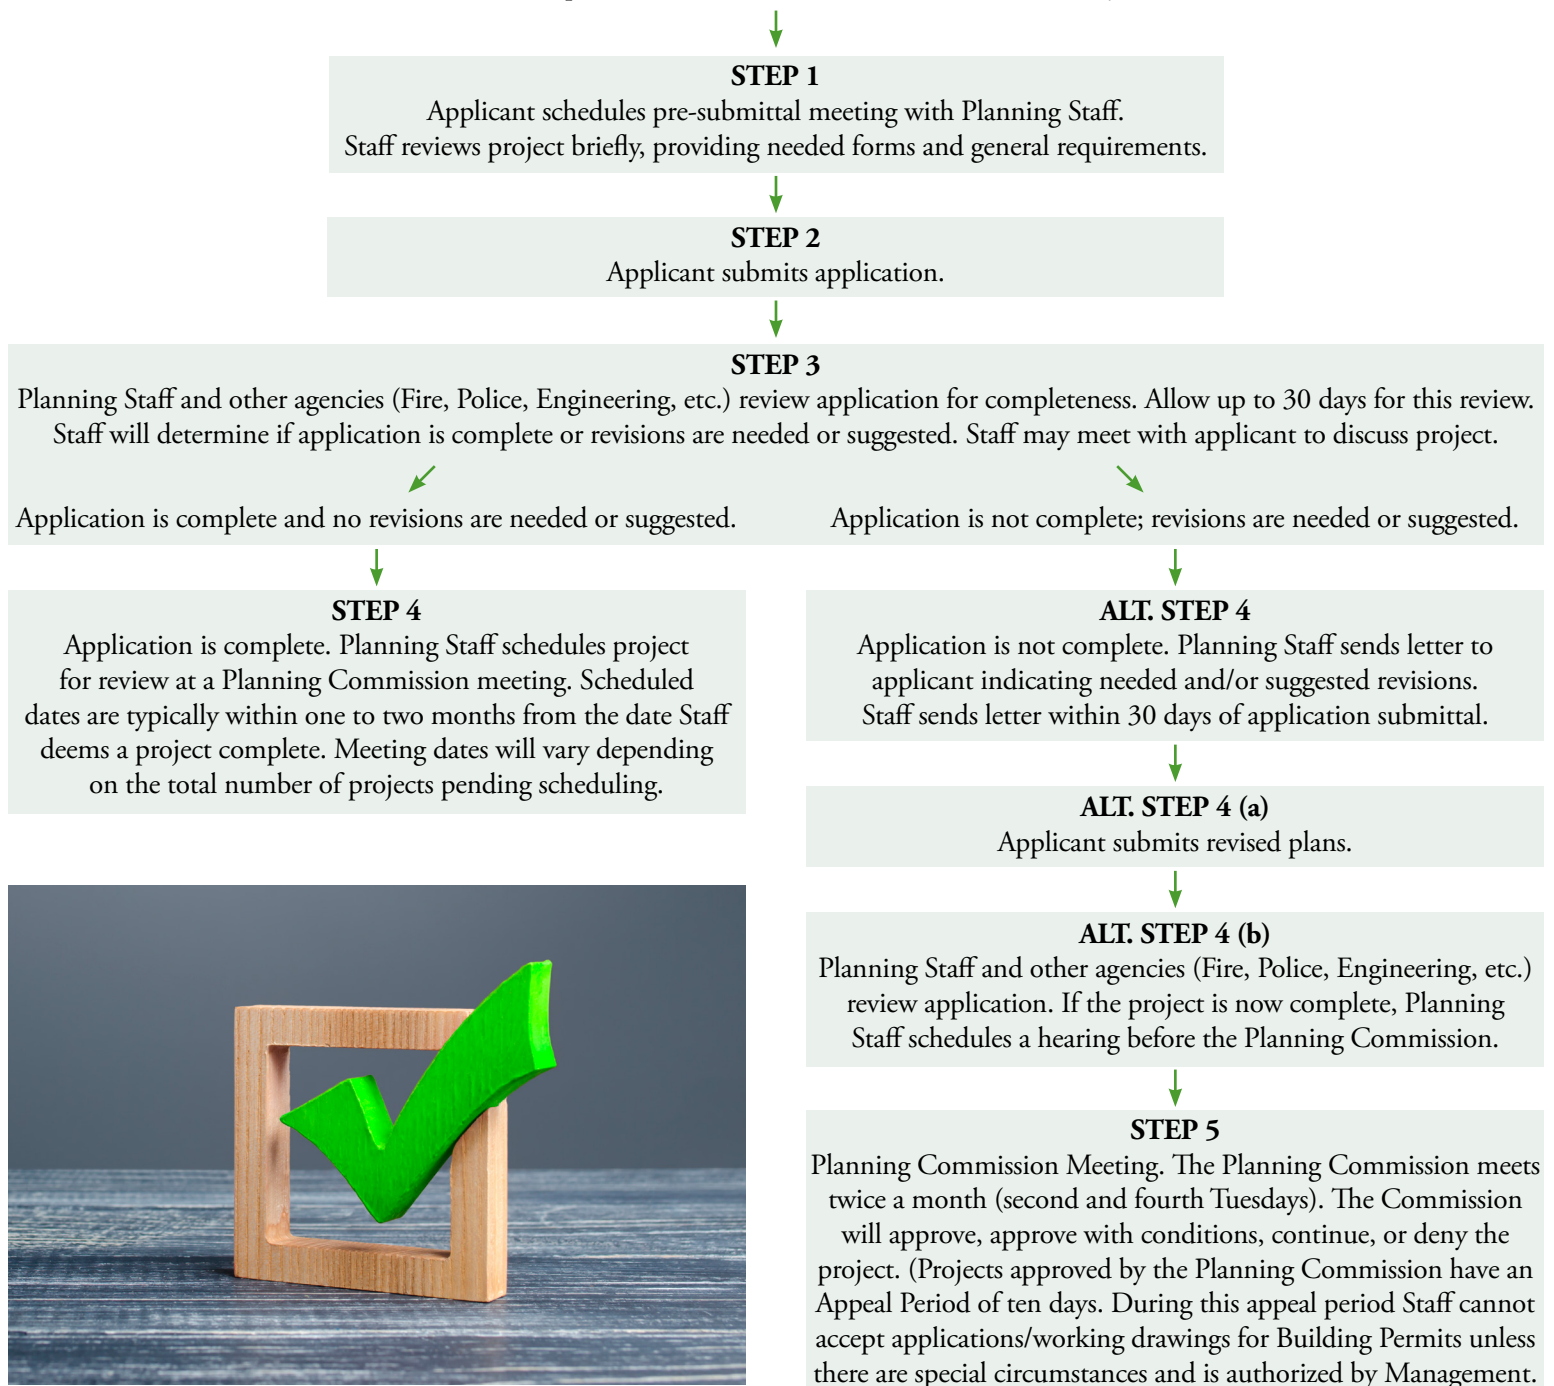 STEP 1
Applicant schedules pre-submittal meeting with Planning Staff.
Staff reviews project briefly, providing needed forms and general requirements.
STEP 2
Applicant submits application.
STEP 3
Planning Staff and other agencies (Fire, Police, Engineering, etc.) review application for completeness. Allow up to 30 days for this review.
Staff will determine if application is complete or revisions are needed or suggested. Staff may meet with applicant to discuss project.
Application is complete and no revisions are needed or suggested.
Application is not complete; revisions are needed or suggested.
STEP 4
Application is complete. Planning Staff schedules project
for review at a Planning Commission meeting. Scheduled
dates are typically within one to two months from the date Staff
deems a project complete. Meeting dates will vary depending
on the total number of projects pending scheduling.
ALT. STEP 4
Application is not complete. Planning Staff sends letter to
applicant indicating needed and/or suggested revisions.
Staff sends letter within 30 days of application submittal.
ALT. STEP 4 (a)
Applicant submits revised plans.
ALT. STEP 4 (b)
Planning Staff and other agencies (Fire, Police, Engineering, etc.)
review application. If the project is now complete, Planning
Staff schedules a hearing before the Planning Commission.
STEP 5
Planning Commission Meeting. The Planning Commission meets
twice a month (second and fourth Tuesdays). The Commission
will approve, approve with conditions, continue, or deny the
project. (Projects approved by the Planning Commission have an
Appeal Period of ten days. During this appeal period Staff cannot
accept applications/working drawings for Building Permits unless
there are special circumstances and is authorized by Management.